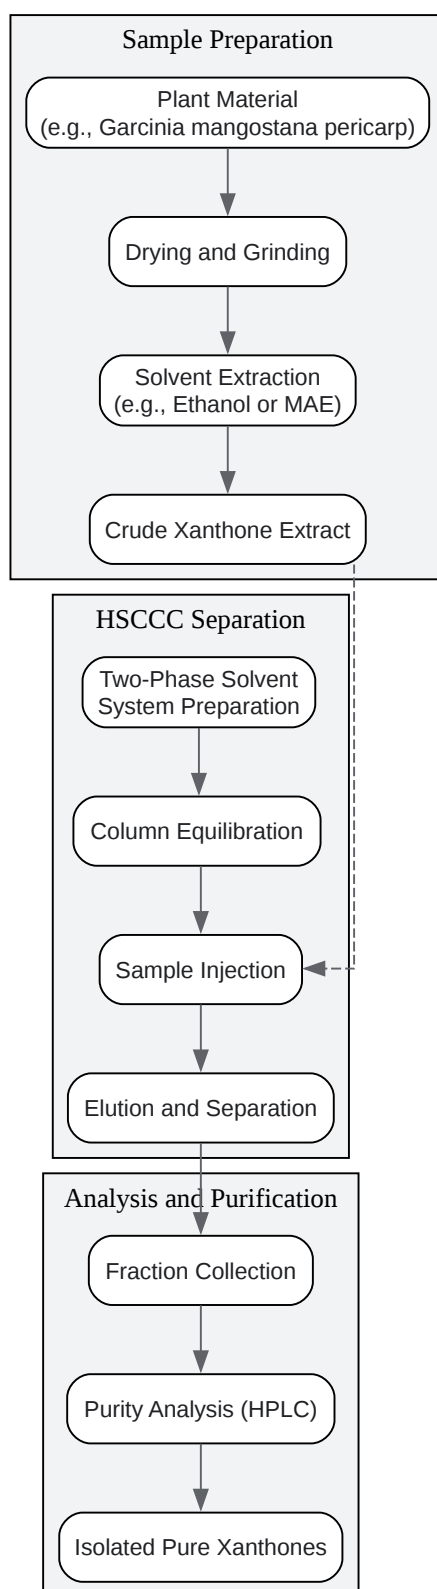 Sample Preparation
Plant Material
(e.g., Garcinia mangostana pericarp)
Drying and Grinding
Solvent Extraction
(e.g., Ethanol or MAE)
Crude Xanthone Extract
HSCCC Separation
Two-Phase Solvent
System Preparation
Column Equilibration
Sample Injection
Elution and Separation
Analysis and Purification
Fraction Collection
Purity Analysis (HPLC)
Isolated Pure Xanthones